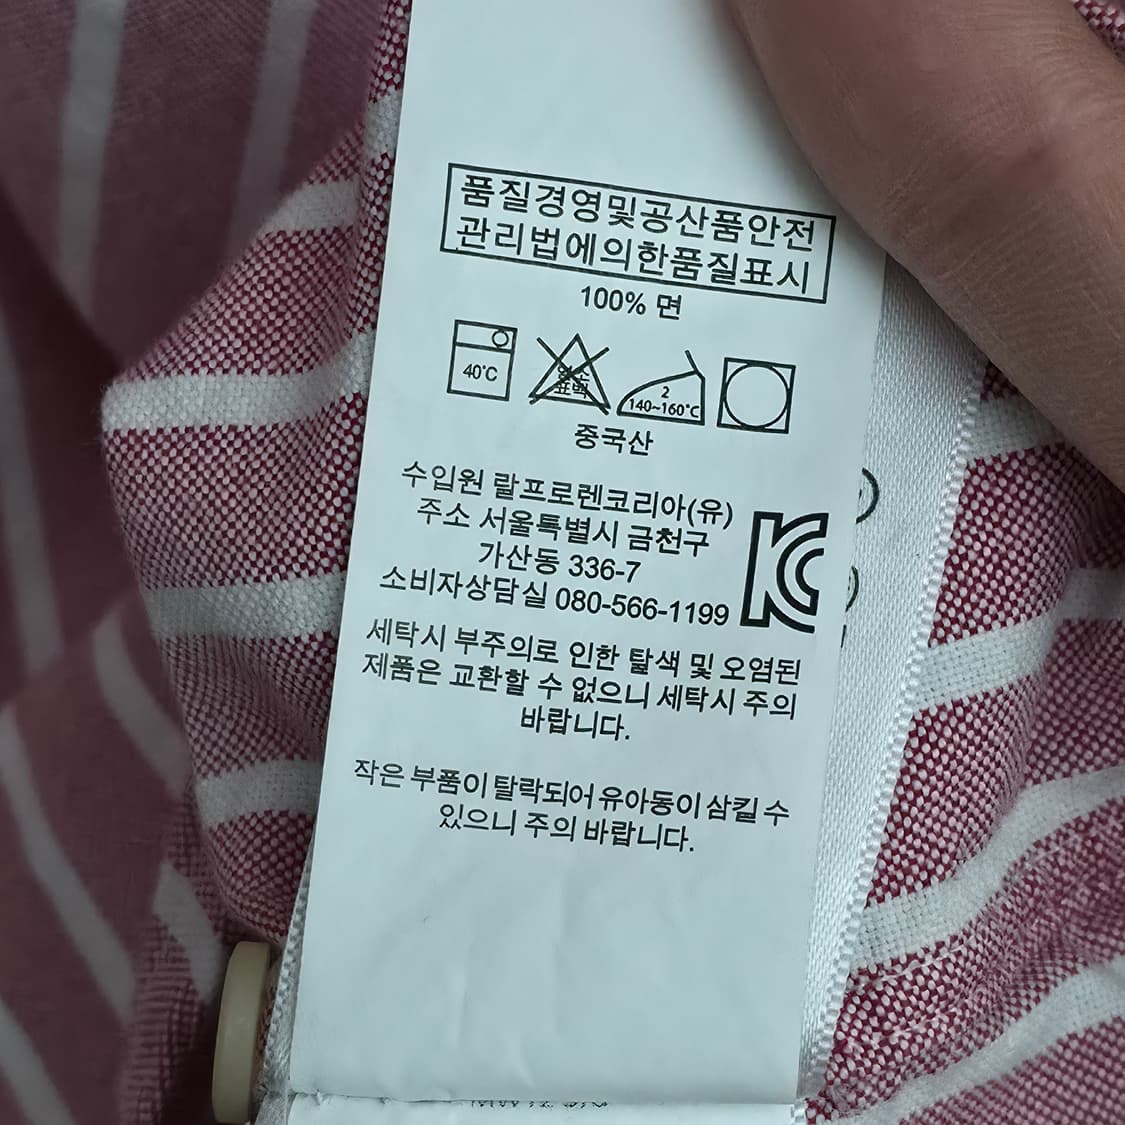 품질경영및공산품안전
관리법에의한품질표시
100% 면
40℃
염소
표백
2
140~160℃
중국산
수입원 랄프로렌코리아(유)
주소 서울특별시 금천구
가산동 336-7
소비자상담실 080-566-1199
세탁시 부주의로 인한 탈색 및 오염된
제품은 교환할 수 없으니 세탁시 주의
바랍니다.
작은 부품이 탈락되어 유아동이 삼킬 수
있으니 주의 바랍니다.